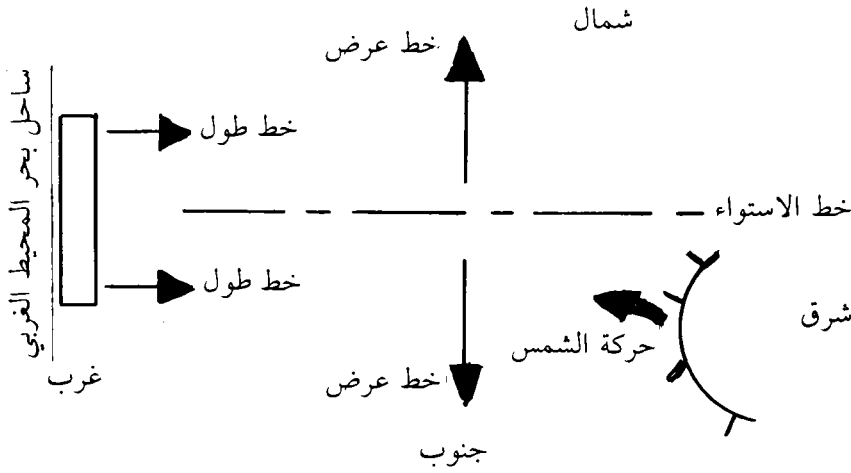 شمال
خط عرض
خط طول
ساحل بحر المحيط الغربي
خط الاستواء
خط طول
شرق
حركة الشمس
غرب
خط عرض
جنوب